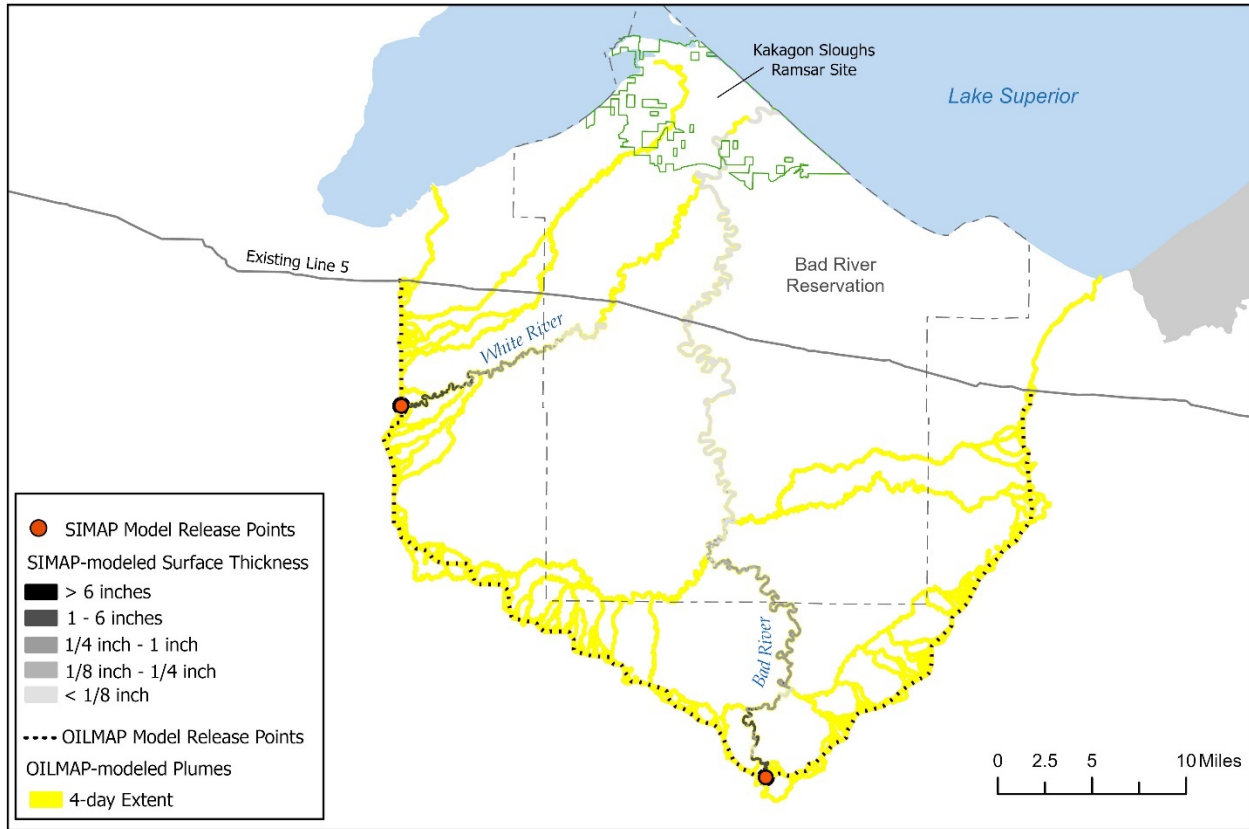 Kakagon Sloughs
Ramsar Site
Lake Superior
Existing Line 5
Bad River
Reservation
White River
Bad River
SIMAP Model Release Points
SIMAP-modeled Surface Thickness
> 6 inches
1 - 6 inches
1/4 inch - 1 inch
1/8 inch - 1/4 inch
< 1/8 inch
OILMAP Model Release Points
OILMAP-modeled Plumes
4-day Extent
0 2.5 5 10 Miles